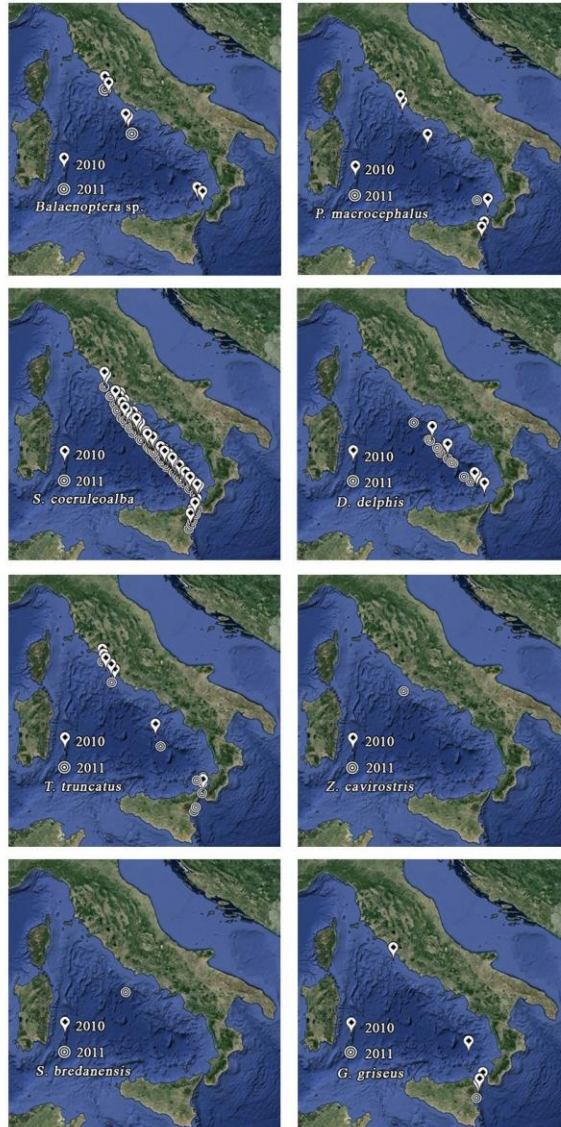 2010
2011
Balaenoptera sp.
2010
2011
P. macrocephalus
2010
2011
S. coeruleoalba
2010
2011
D. delphis
2010
2011
T. truncatus
2010
2011
Z. cavirostris
2010
2011
S. bredanensis
2010
2011
G. griseus